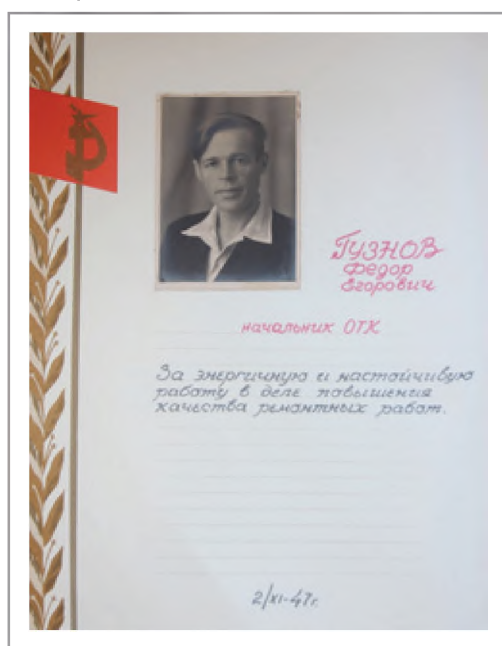 ГУЗНОВ
Федор
Егорович
начальник ОТК
За энергичную и настойчивую
работу в деле повышения
качества ремонтных работ.
2/XI-47г.